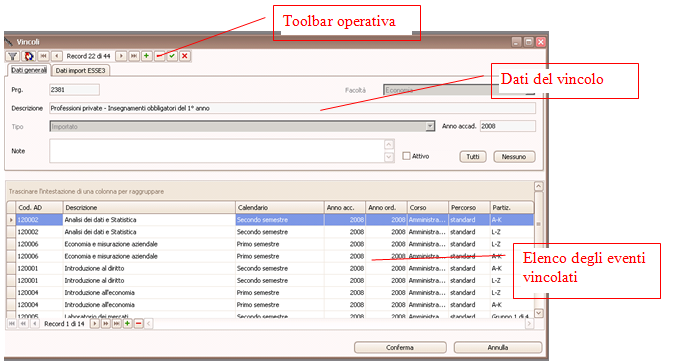 Toolbar operativa
Vincoli
Record 22 di 44
Dati generali Dati import ESSE3
Dati del vincolo
Prg. 2381 Facoltà Economia
Descrizione Professioni private - Insegnamenti obbligatori del 1° anno
Tipo Importato Anno accad. 2008
Note Attivo Tutti Nessuno
Trascinare l'intestazione di una colonna per raggruppare
Cod. AD Descrizione Calendario Anno acc. Anno ord. Corso Percorso Partiz.
120002 Analisi dei dati e Statistica Secondo semestre 2008 2008 Amministra... standard A-K
120002 Analisi dei dati e Statistica Secondo semestre 2008 2008 Amministra... standard L-Z
120006 Economia e misurazione aziendale Primo semestre 2008 2008 Amministra... standard L-Z
120006 Economia e misurazione aziendale Primo semestre 2008 2008 Amministra... standard A-K
120001 Introduzione al diritto Secondo semestre 2008 2008 Amministra... standard A-K
120001 Introduzione al diritto Secondo semestre 2008 2008 Amministra... standard L-Z
120004 Introduzione all'economia Primo semestre 2008 2008 Amministra... standard L-Z
120004 Introduzione all'economia Primo semestre 2008 2008 Amministra... standard A-K
120005 Laboratorio dei mercati Secondo semestre 2008 2008 Amministra... standard Gruppo 1 di 4
Elenco degli eventi
vincolati
Record 1 di 14
Conferma Annulla